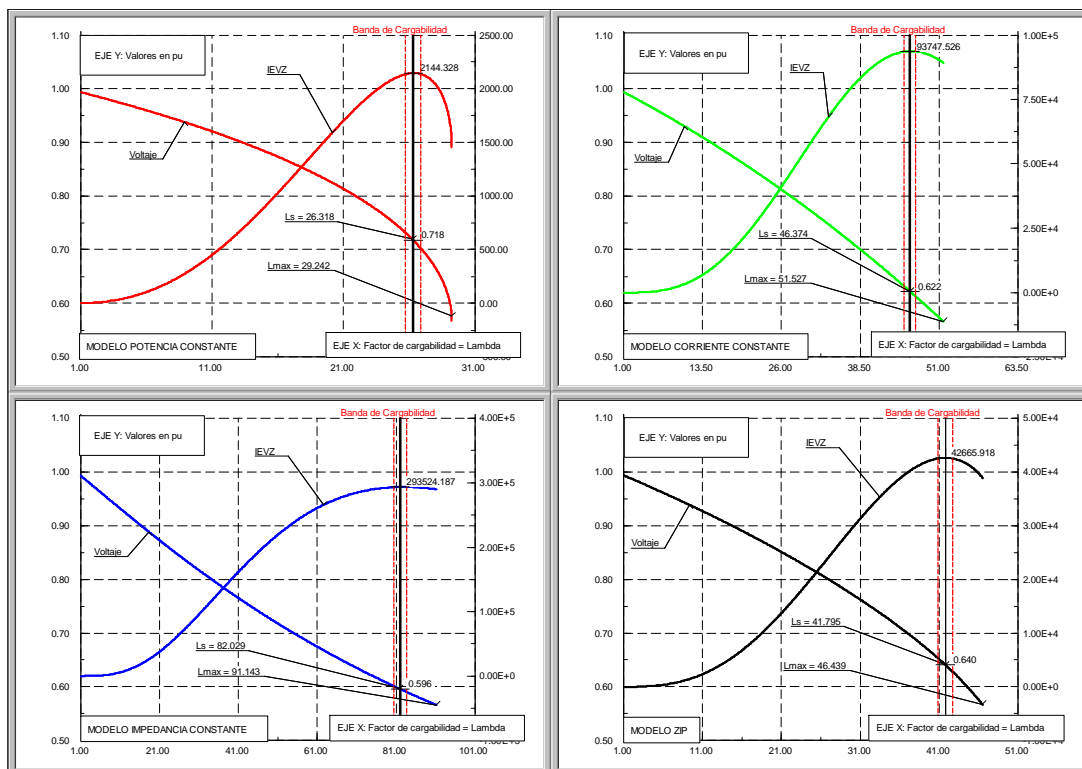 Banda de Cargabilidad
1.10
2500.00
EJE Y: Valores en pu
IEVZ
2144.328
1.00
2000.00
0.90
1500.00
Voltaje
0.80
1000.00
Ls = 26.318
0.718
0.70
500.00
Lmax = 29.242
0.60
0.00
MODELO POTENCIA CONSTANTE
EJE X: Factor de cargabilidad = Lambda
0.50
1.00
11.00
21.00
31.00
Banda de Cargabilidad
1.10
1.00E+5
EJE Y: Valores en pu
IEVZ
93747.526
1.00
7.50E+4
0.90
5.00E+4
Voltaje
0.80
2.50E+4
Ls = 46.374
0.70
Lmax = 51.527
0.622
0.00E+0
0.60
MODELO CORRIENTE CONSTANTE
EJE X: Factor de cargabilidad = Lambda
0.50
1.00
13.50
26.00
38.50
51.00
63.50
Banda de Cargabilidad
1.10
4.00E+5
EJE Y: Valores en pu
IEVZ
293524.187
1.00
3.00E+5
0.90
Voltaje
2.00E+5
0.80
1.00E+5
0.70
Ls = 82.029
Lmax = 91.143
0.596
0.00E+0
0.60
MODELO IMPEDANCIA CONSTANTE
EJE X: Factor de cargabilidad = Lambda
0.50
1.00
21.00
41.00
61.00
81.00
101.00
Banda de Cargabilidad
1.10
5.00E+4
EJE Y: Valores en pu
IEVZ
42665.918
1.00
4.00E+4
0.90
3.00E+4
Voltaje
0.80
2.00E+4
0.70
Ls = 41.795
1.00E+4
0.640
Lmax = 46.439
0.60
0.00E+0
MODELO ZIP
EJE X: Factor de cargabilidad = Lambda
0.50
1.00
11.00
21.00
31.00
41.00
51.00